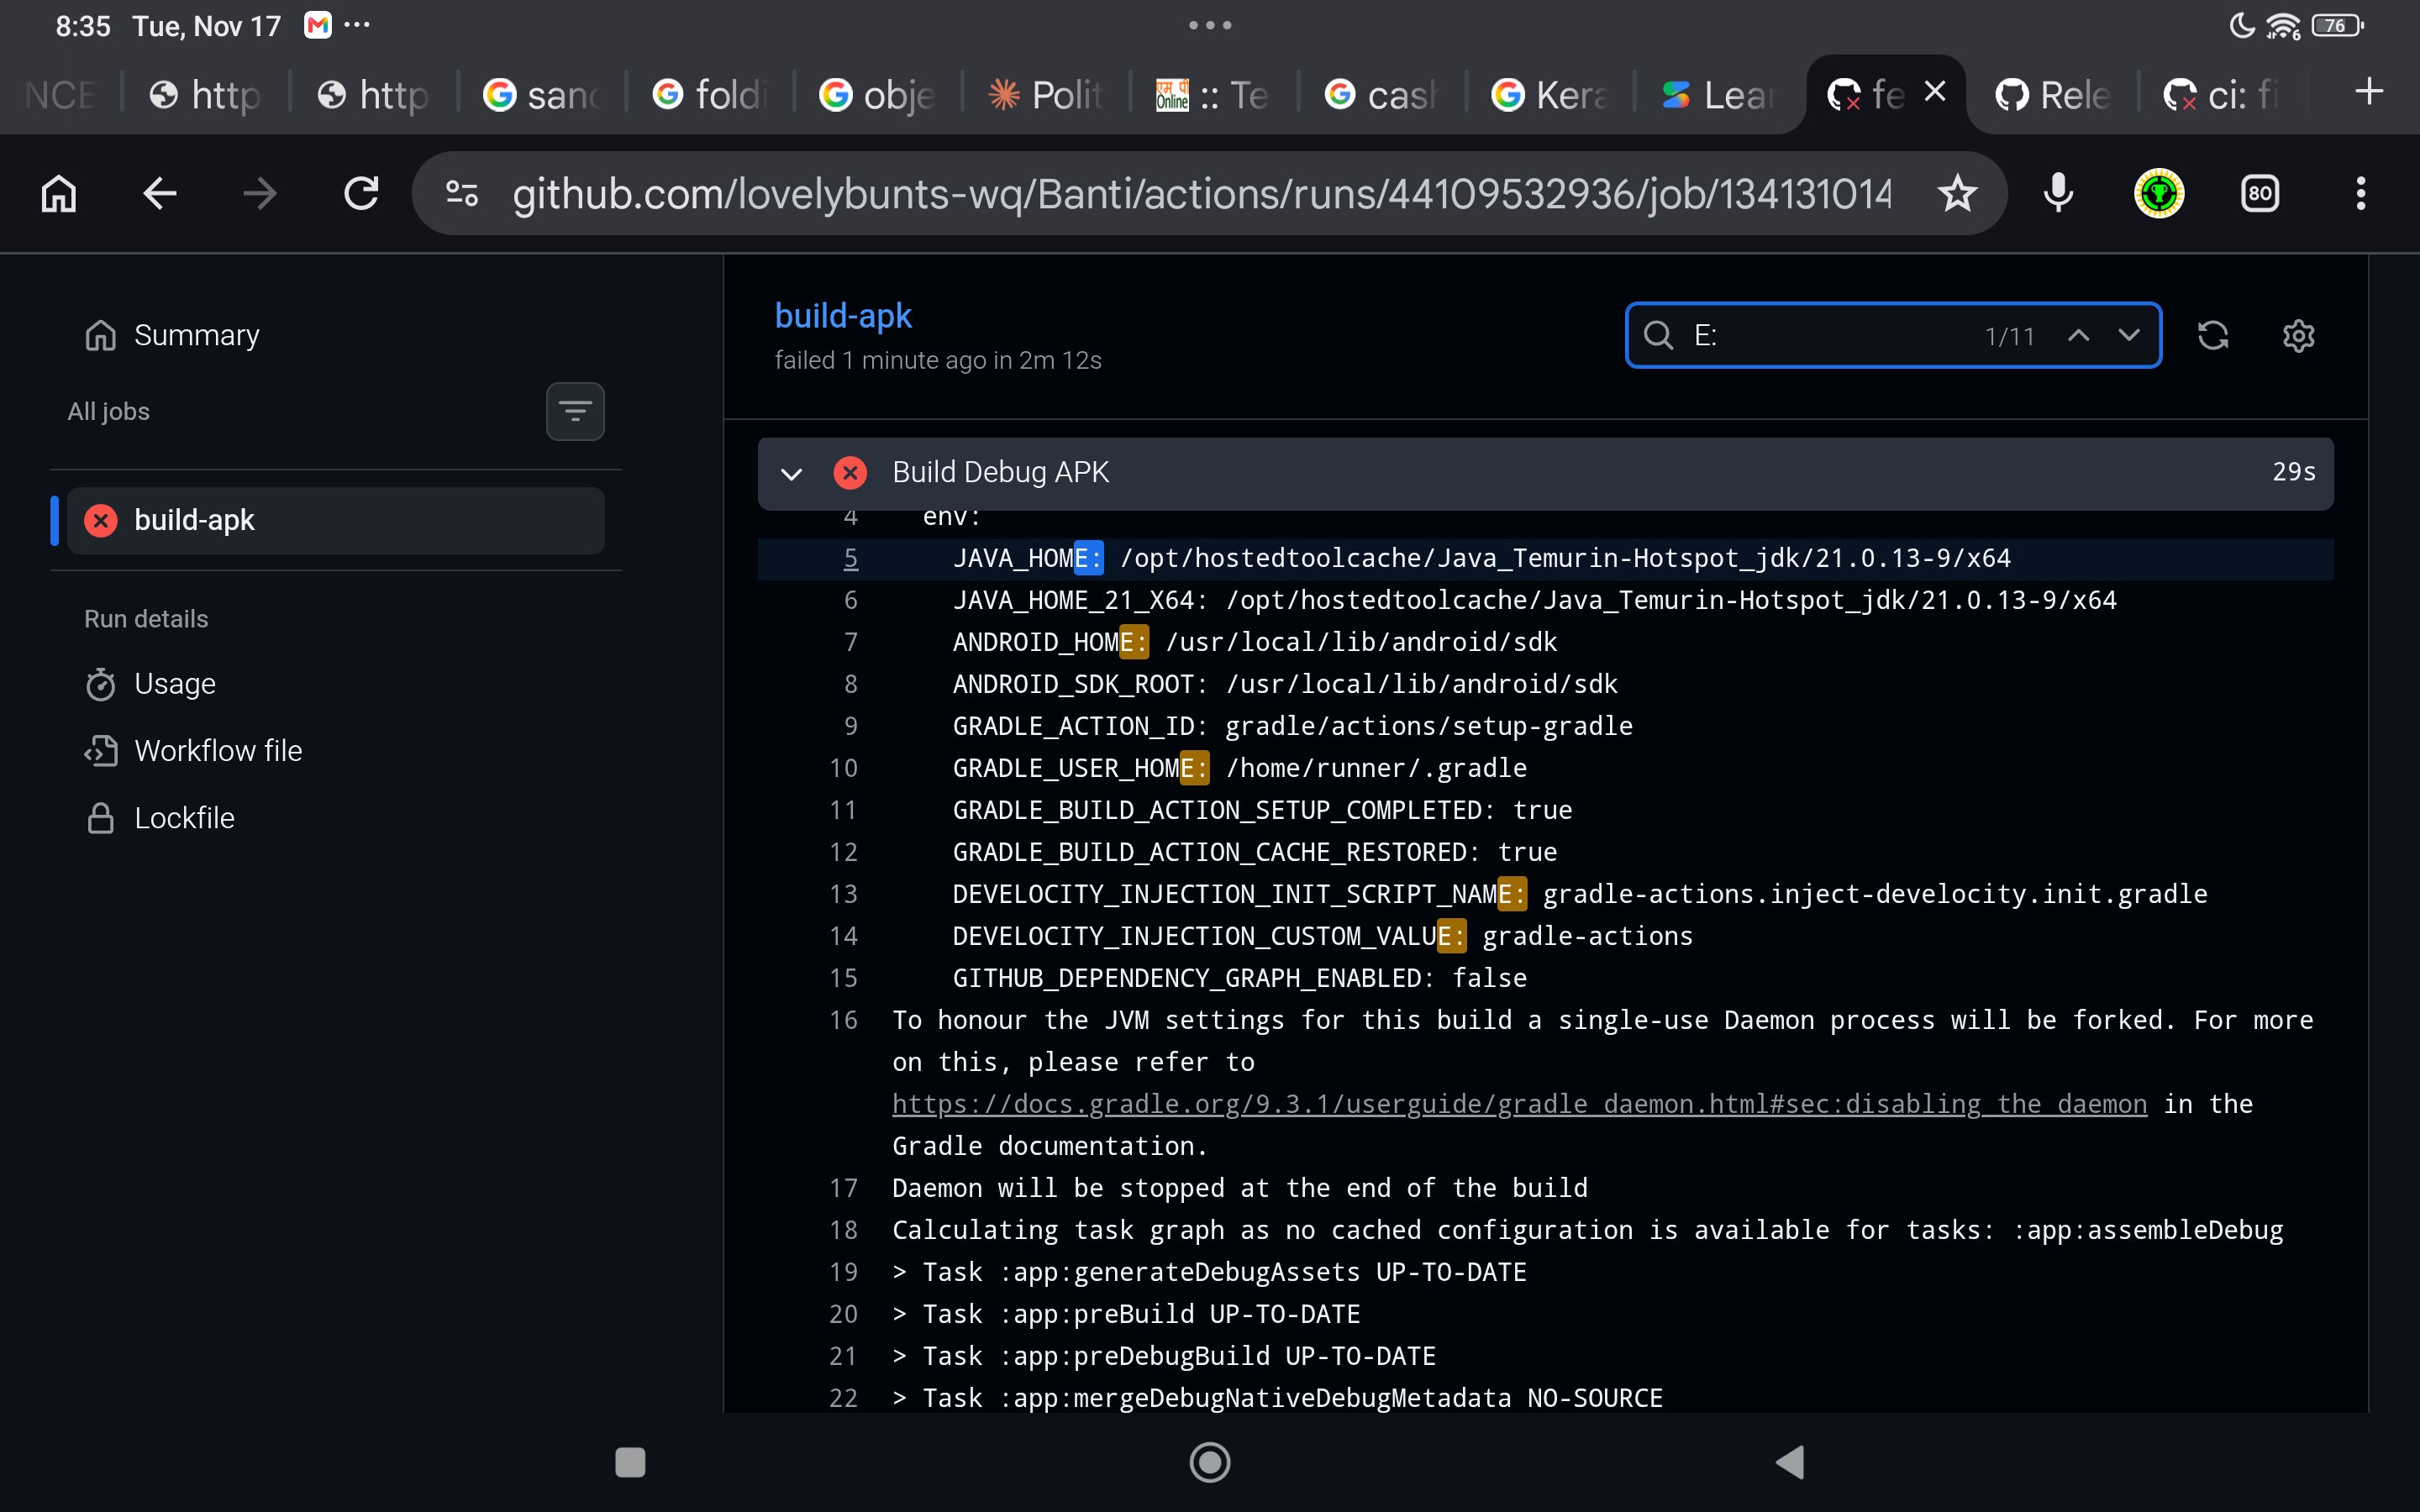 8:35 Tue, Nov 17 76
NCE http http sand foldi obje Polit एम पी Online :: Te cash Kera Lear fe Rele ci: fi
github.com/lovelybunts-wq/Banti/actions/runs/44109532936/job/134131014 80
Summary
All jobs
build-apk
Run details
Usage
Workflow file
Lockfile
build-apk
failed 1 minute ago in 2m 12s
E: 1/11
Build Debug APK 29s
4 env:
5 JAVA_HOME: /opt/hostedtoolcache/Java_Temurin-Hotspot_jdk/21.0.13-9/x64
6 JAVA_HOME_21_X64: /opt/hostedtoolcache/Java_Temurin-Hotspot_jdk/21.0.13-9/x64
7 ANDROID_HOME: /usr/local/lib/android/sdk
8 ANDROID_SDK_ROOT: /usr/local/lib/android/sdk
9 GRADLE_ACTION_ID: gradle/actions/setup-gradle
10 GRADLE_USER_HOME: /home/runner/.gradle
11 GRADLE_BUILD_ACTION_SETUP_COMPLETED: true
12 GRADLE_BUILD_ACTION_CACHE_RESTORED: true
13 DEVELOCITY_INJECTION_INIT_SCRIPT_NAME: gradle-actions.inject-develocity.init.gradle
14 DEVELOCITY_INJECTION_CUSTOM_VALUE: gradle-actions
15 GITHUB_DEPENDENCY_GRAPH_ENABLED: false
16 To honour the JVM settings for this build a single-use Daemon process will be forked. For more
on this, please refer to
https://docs.gradle.org/9.3.1/userguide/gradle_daemon.html#sec:disabling_the_daemon in the
Gradle documentation.
17 Daemon will be stopped at the end of the build
18 Calculating task graph as no cached configuration is available for tasks: :app:assembleDebug
19 > Task :app:generateDebugAssets UP-TO-DATE
20 > Task :app:preBuild UP-TO-DATE
21 > Task :app:preDebugBuild UP-TO-DATE
22 > Task :app:mergeDebugNativeDebugMetadata NO-SOURCE